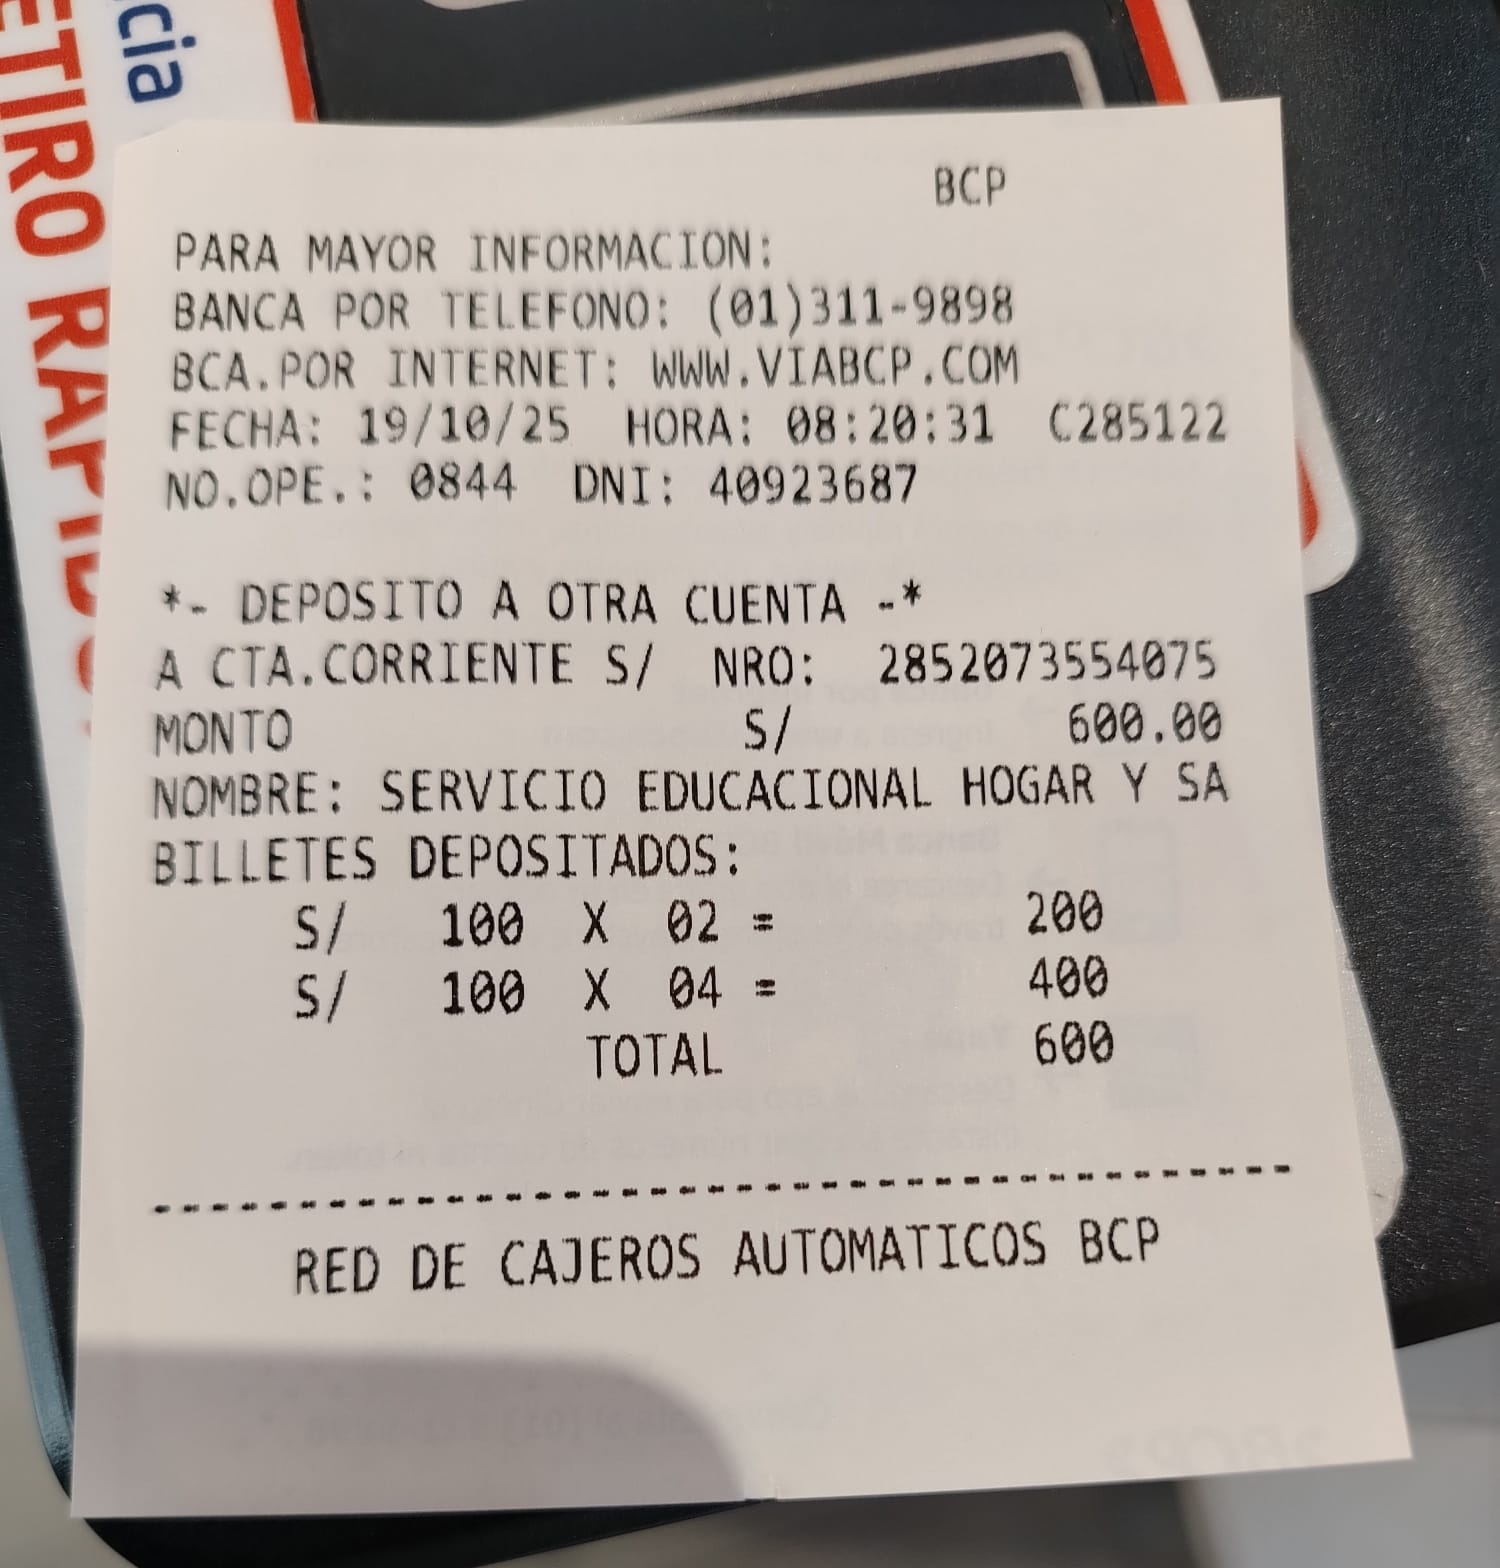 cia
ETIRO RAPIDO
BCP
PARA MAYOR INFORMACION:
BANCA POR TELEFONO: (01)311-9898
BCA.POR INTERNET: WWW.VIABCP.COM
FECHA: 19/10/25 HORA: 08:20:31 C285122
NO.OPE.: 0844 DNI: 40923687
*- DEPOSITO A OTRA CUENTA -*
A CTA.CORRIENTE S/ NRO: 2852073554075
MONTO S/ 600.00
NOMBRE: SERVICIO EDUCACIONAL HOGAR Y SA
BILLETES DEPOSITADOS:
S/ 100 X 02 = 200
S/ 100 X 04 = 400
TOTAL 600
RED DE CAJEROS AUTOMATICOS BCP